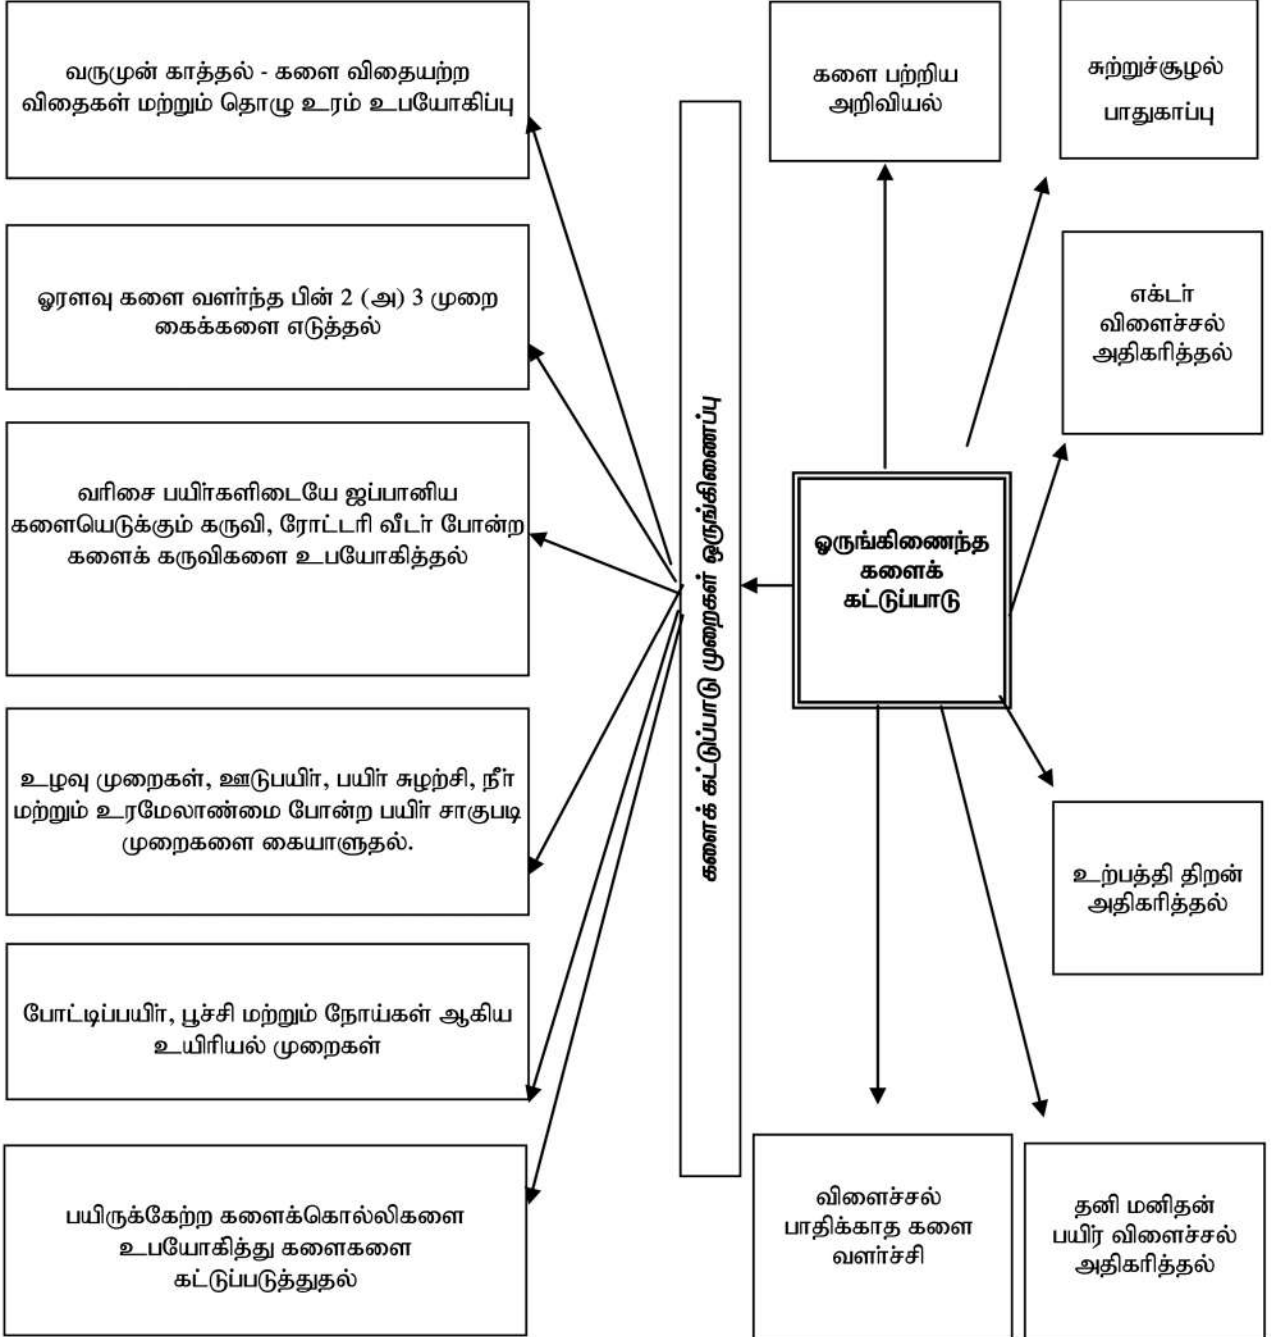 வருமுன் காத்தல் - களை விதையற்ற
விதைகள் மற்றும் தொழு உரம் உபயோகிப்பு
ஓரளவு களை வளர்ந்த பின் 2 (அ) 3 முறை
கைக்களை எடுத்தல்
வரிசை பயிர்களிடையே ஜப்பானிய
களையெடுக்கும் கருவி, ரோட்டரி வீடர் போன்ற
களைக் கருவிகளை உபயோகித்தல்
உழவு முறைகள், ஊடுபயிர், பயிர் சுழற்சி, நீர்
மற்றும் உரமேலாண்மை போன்ற பயிர் சாகுபடி
முறைகளை கையாளுதல்.
போட்டிப்பயிர், பூச்சி மற்றும் நோய்கள் ஆகிய
உயிரியல் முறைகள்
பயிருக்கேற்ற களைக்கொல்லிகளை
உபயோகித்து களைகளை
கட்டுப்படுத்துதல்
களைக் கட்டுப்பாடு முறைகள் ஒருங்கிணைப்பு
களை பற்றிய
அறிவியல்
சுற்றுச்சூழல்
பாதுகாப்பு
எக்டர்
விளைச்சல்
அதிகரித்தல்
ஒருங்கிணைந்த
களைக்
கட்டுப்பாடு
உற்பத்தி திறன்
அதிகரித்தல்
விளைச்சல்
பாதிக்காத களை
வளர்ச்சி
தனி மனிதன்
பயிர் விளைச்சல்
அதிகரித்தல்